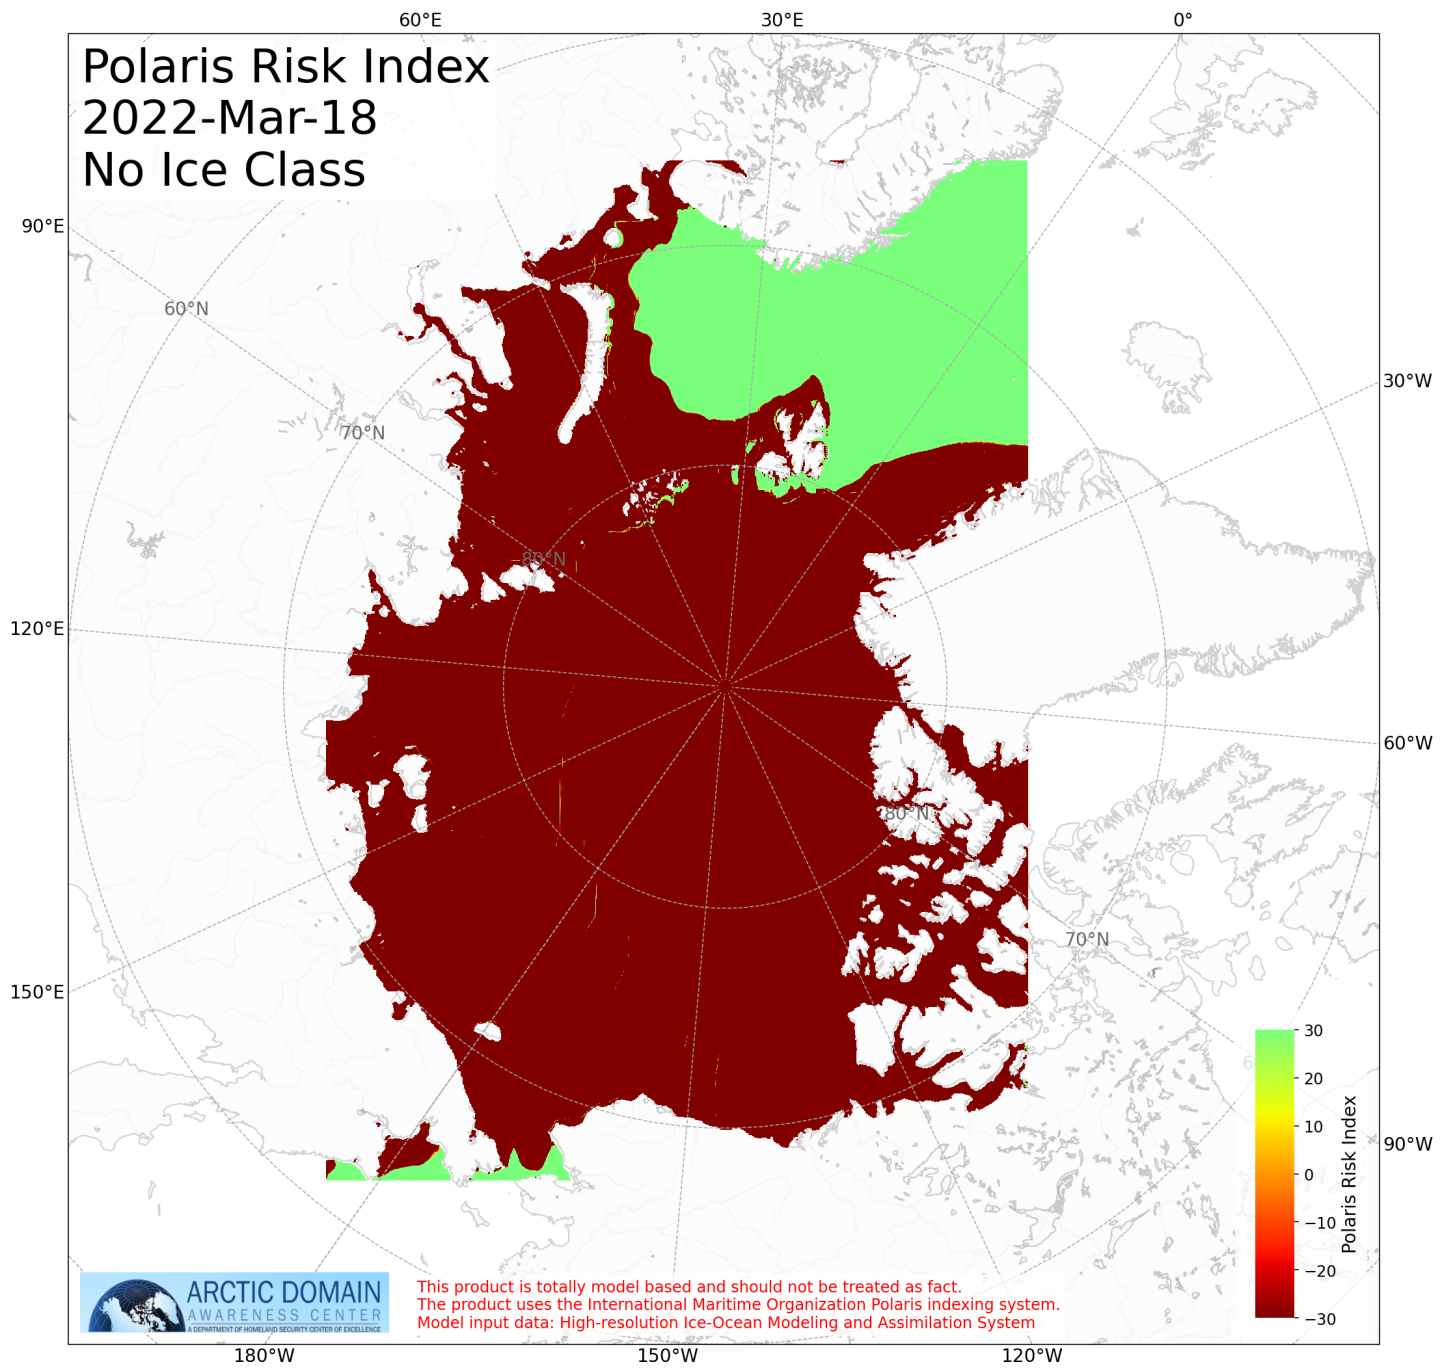 60°E
30°E
0°
Polaris Risk Index
2022-Mar-18
No Ice Class
90°E
60°N
30°W
70°N
80°N
120°E
60°W
80°N
70°N
150°E
30
20
10
0
−10
−20
−30
Polaris Risk Index
90°W
ARCTIC DOMAIN
AWARENESS CENTER
A DEPARTMENT OF HOMELAND SECURITY CENTER OF EXCELLENCE
This product is totally model based and should not be treated as fact.
The product uses the International Maritime Organization Polaris indexing system.
Model input data: High-resolution Ice-Ocean Modeling and Assimilation System
180°W
150°W
120°W